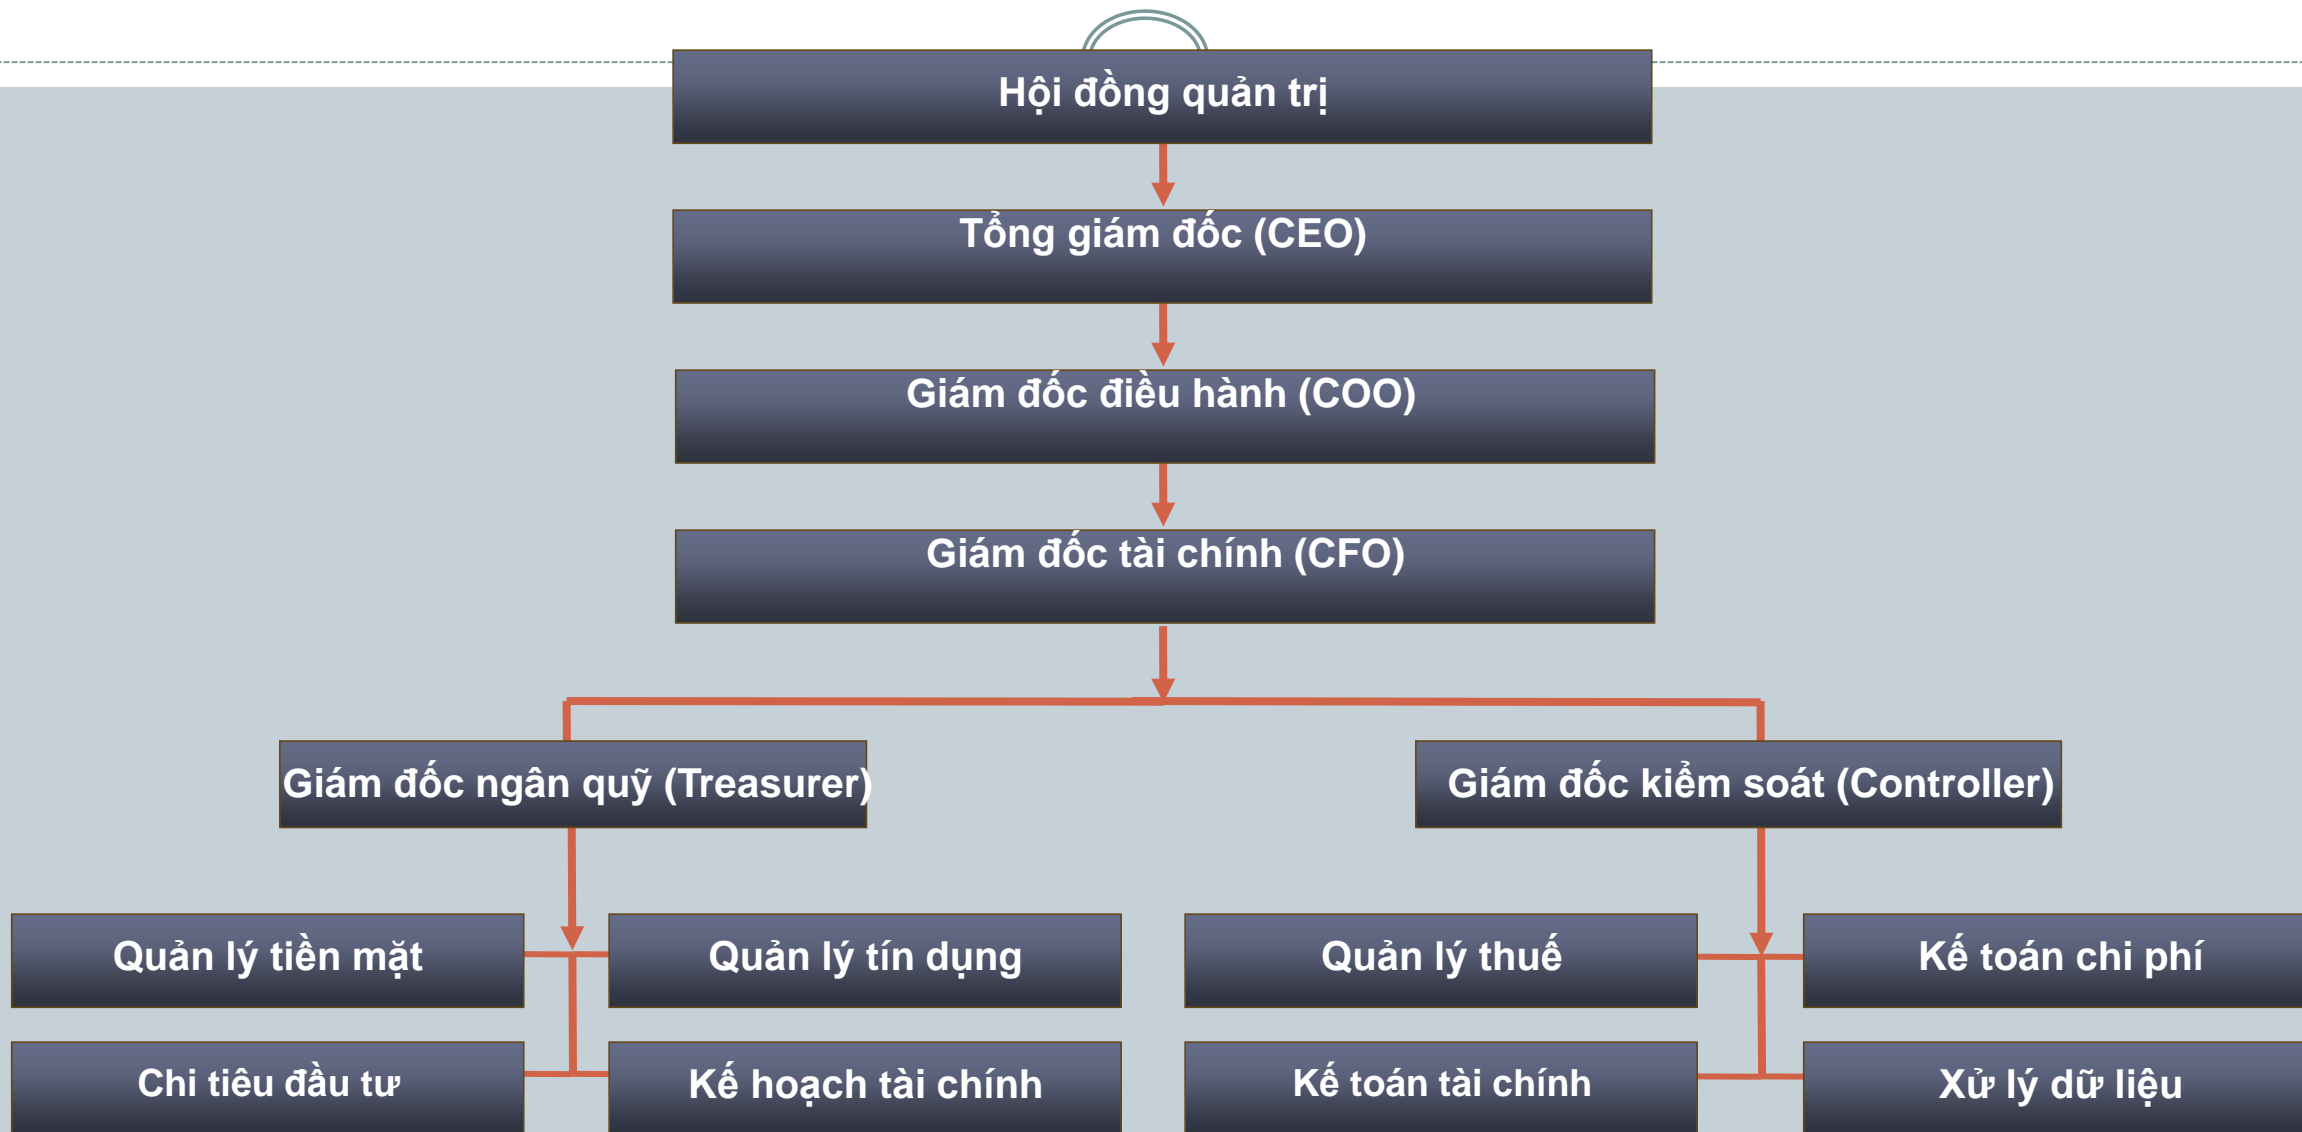 Hội đồng quản trị
Tổng giám đốc (CEO)
Giám đốc điều hành (COO)
Giám đốc tài chính (CFO)
Giám đốc ngân quỹ (Treasurer)
Giám đốc kiểm soát (Controller)
Quản lý tiền mặt
Quản lý tín dụng
Quản lý thuế
Kế toán chi phí
Chi tiêu đầu tư
Kế hoạch tài chính
Kế toán tài chính
Xử lý dữ liệu